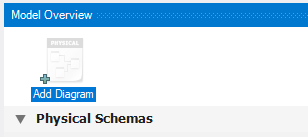 Model Overview
PHYSICAL
Add Diagram
Physical Schemas